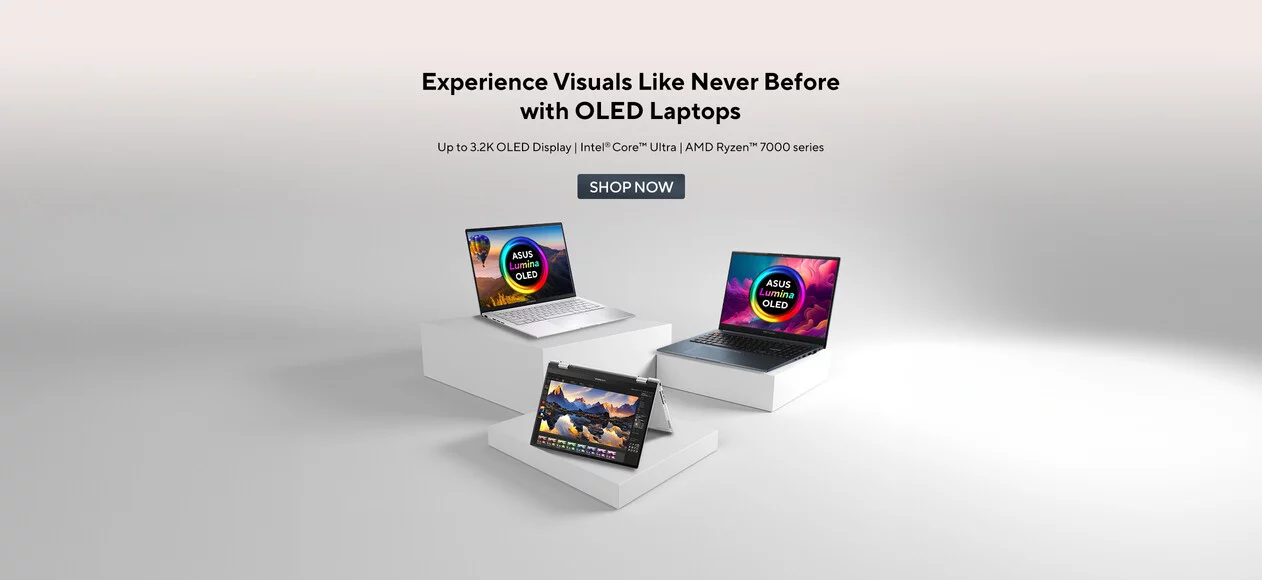 Experience Visuals Like Never Before
with OLED Laptops
Up to 3.2K OLED Display | Intel® Core™ Ultra | AMD Ryzen™ 7000 series
SHOP NOW
ASUS
Lumina
OLED
ASUS
Lumina
OLED